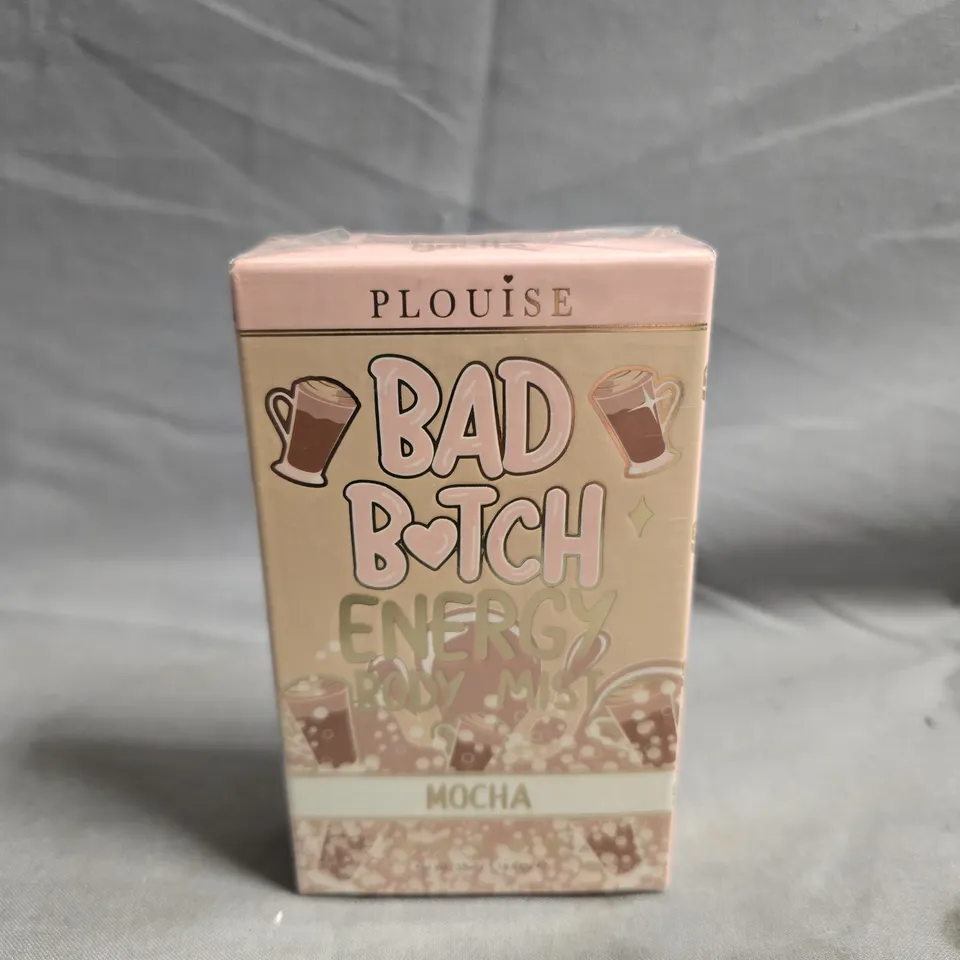 PLOUiSE
BAD
B♥TCH
ENERGY
BODY MIST
MOCHA